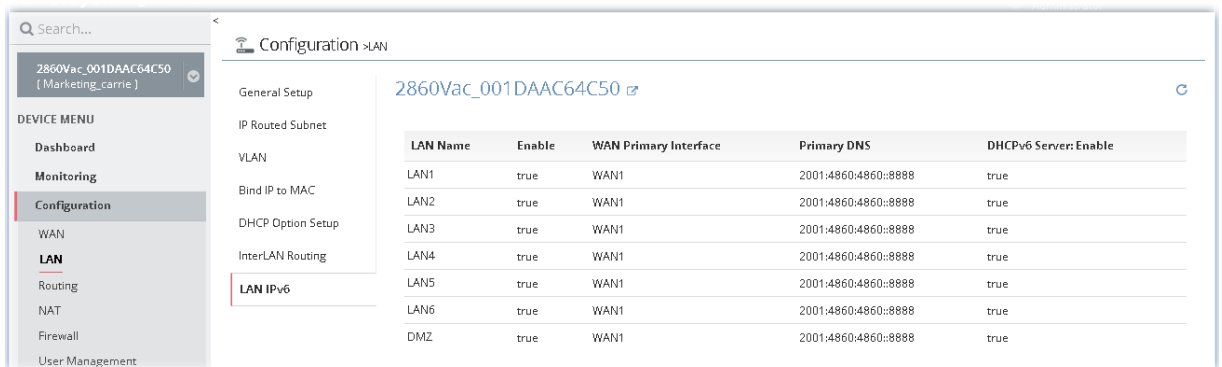 Search...
<
Configuration >LAN
2860Vac_001DAAC64C50
[ Marketing_carrie ]
DEVICE MENU
Dashboard
Monitoring
Configuration
WAN
LAN
Routing
NAT
Firewall
User Management
General Setup
IP Routed Subnet
VLAN
Bind IP to MAC
DHCP Option Setup
InterLAN Routing
LAN IPv6
2860Vac_001DAAC64C50
LAN Name Enable WAN Primary Interface Primary DNS DHCPv6 Server: Enable
LAN1 true WAN1 2001:4860:4860::8888 true
LAN2 true WAN1 2001:4860:4860::8888 true
LAN3 true WAN1 2001:4860:4860::8888 true
LAN4 true WAN1 2001:4860:4860::8888 true
LAN5 true WAN1 2001:4860:4860::8888 true
LAN6 true WAN1 2001:4860:4860::8888 true
DMZ true WAN1 2001:4860:4860::8888 true